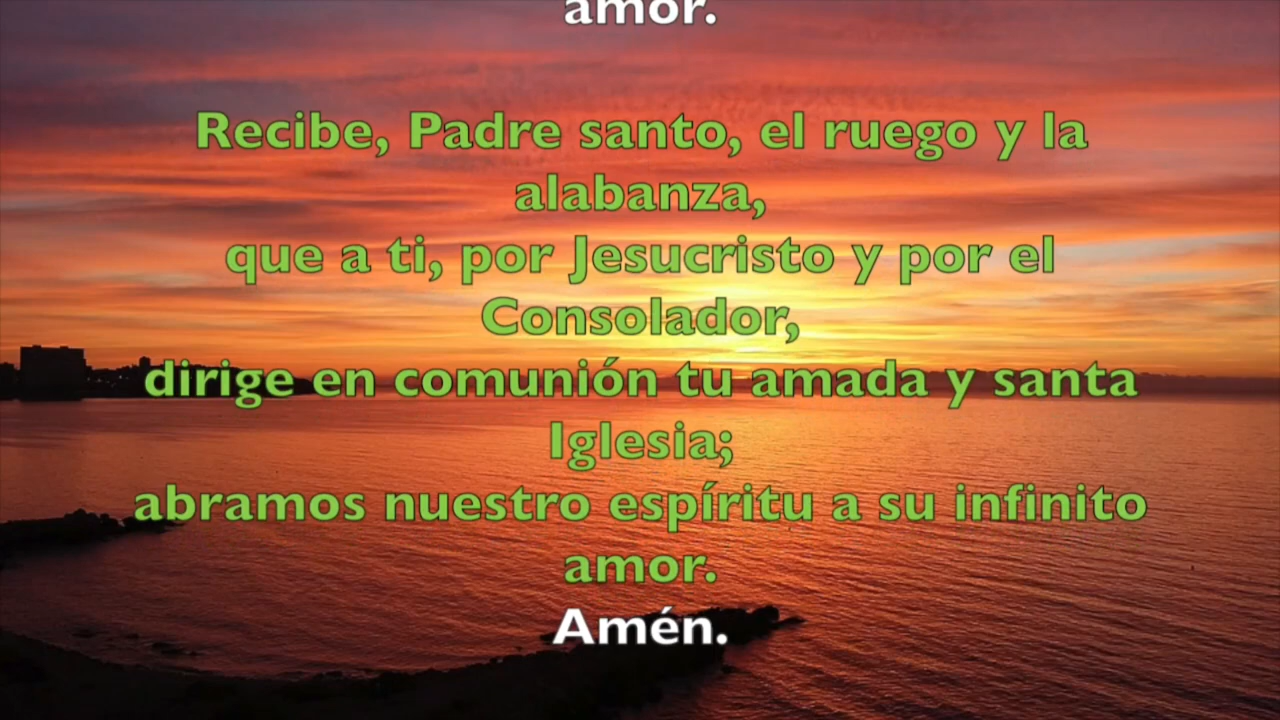 amor.
Recibe, Padre santo, el ruego y la
alabanza,
que a ti, por Jesucristo y por el
Consolador,
dirige en comunión tu amada y santa
Iglesia;
abramos nuestro espíritu a su infinito
amor.
Amén.